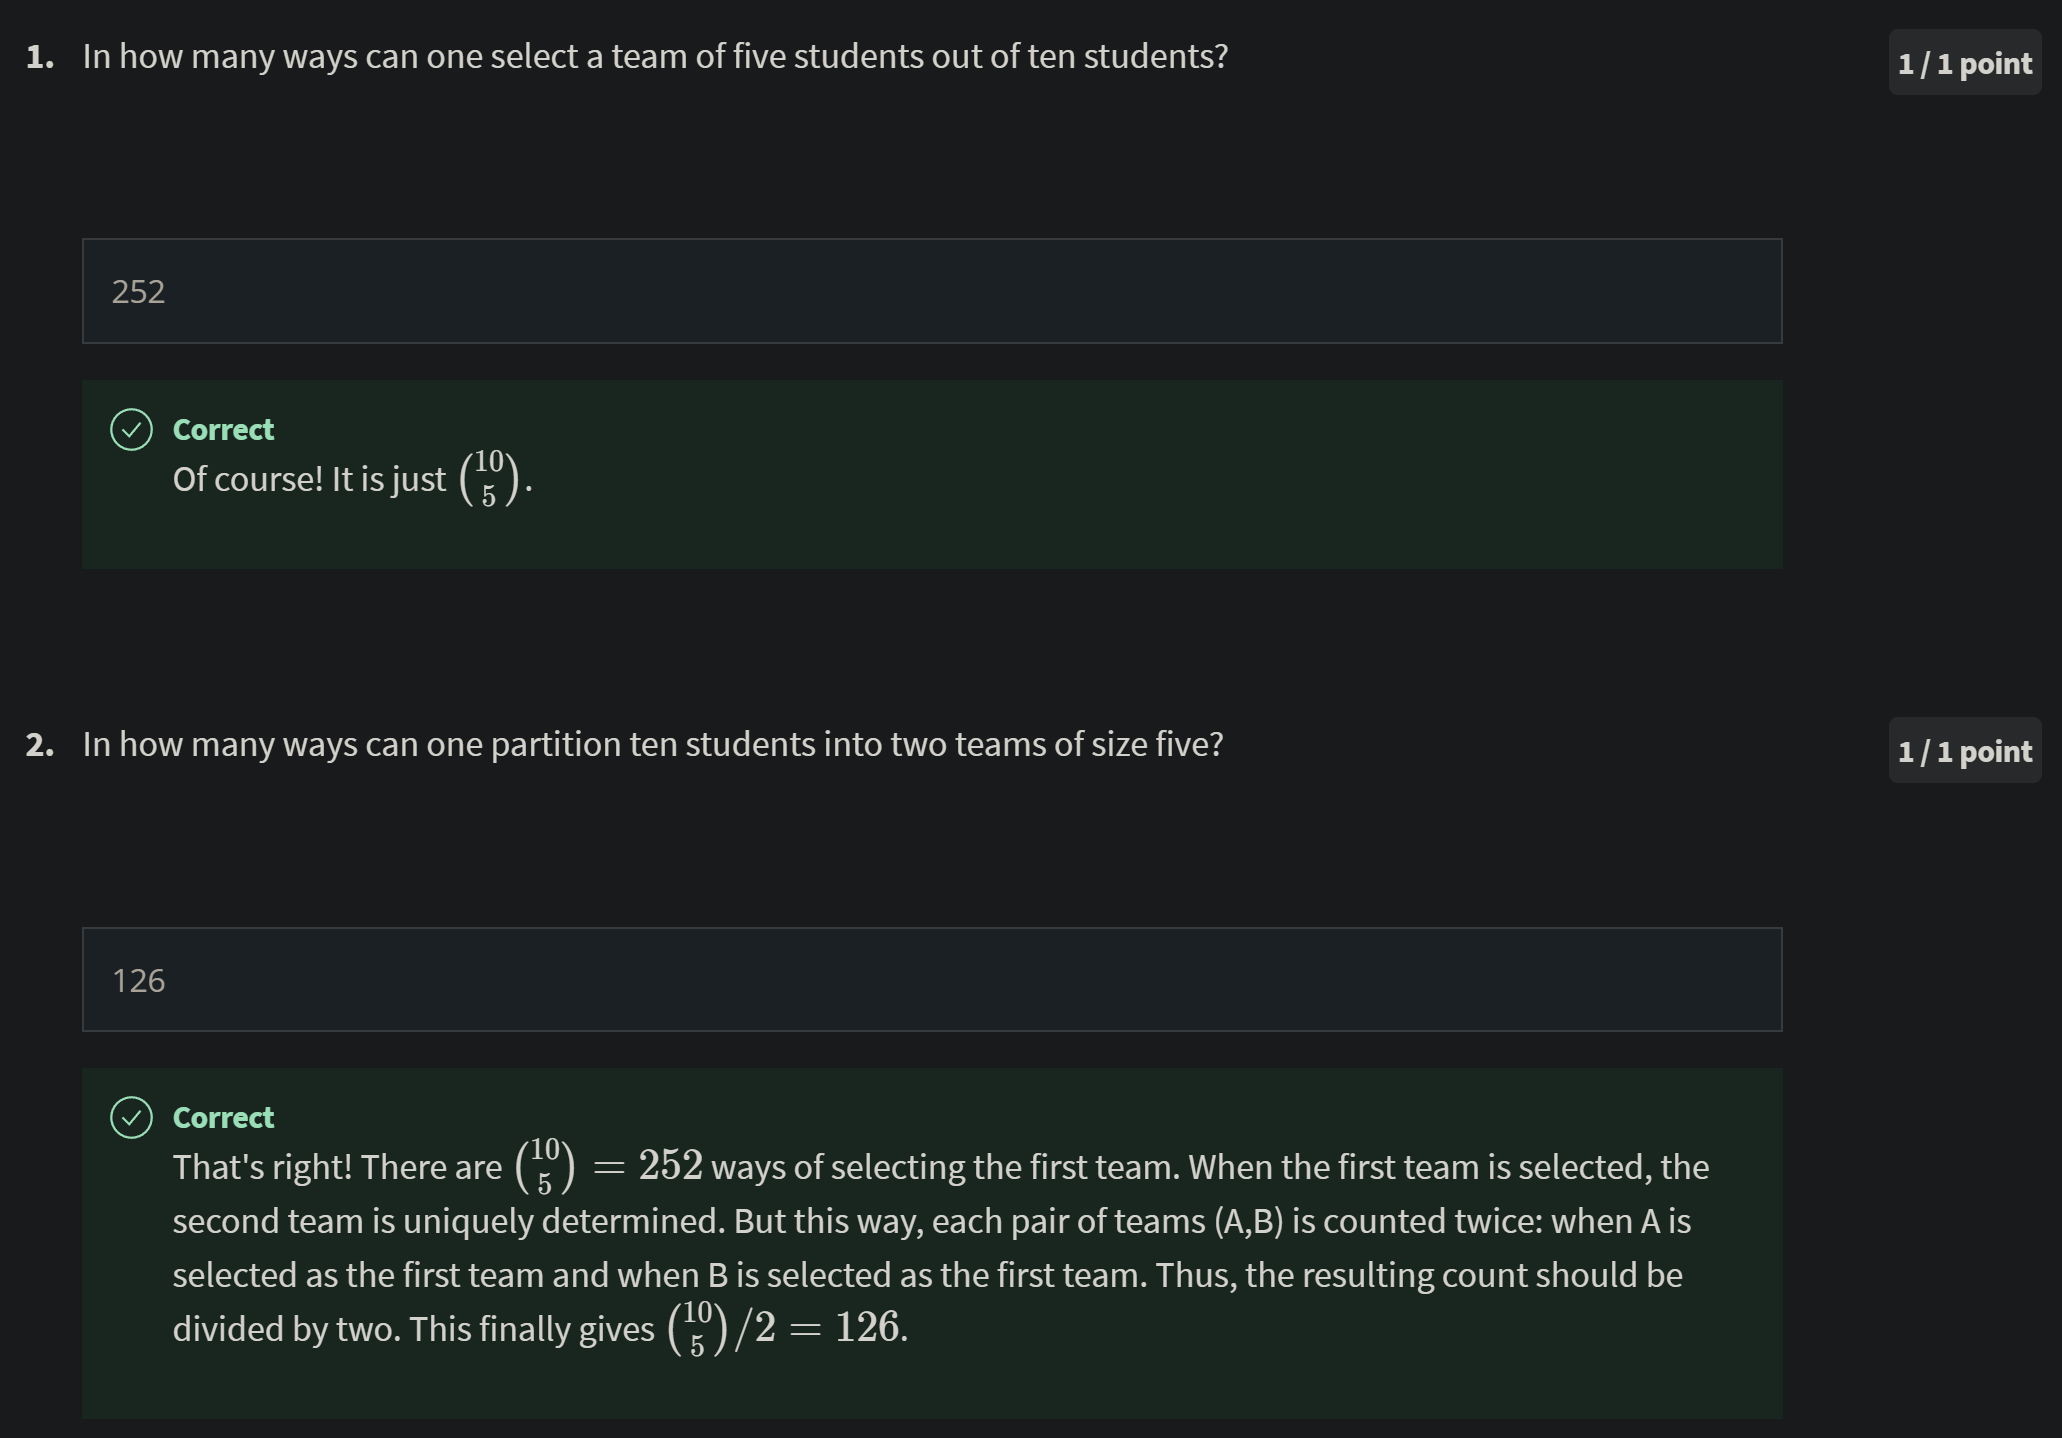 1. In how many ways can one select a team of five students out of ten students?
1 / 1 point
252
Correct
Of course! It is just (10 5).
2. In how many ways can one partition ten students into two teams of size five?
1 / 1 point
126
Correct
That's right! There are (10 5) = 252 ways of selecting the first team. When the first team is selected, the
second team is uniquely determined. But this way, each pair of teams (A,B) is counted twice: when A is
selected as the first team and when B is selected as the first team. Thus, the resulting count should be
divided by two. This finally gives (10 5)/2 = 126.